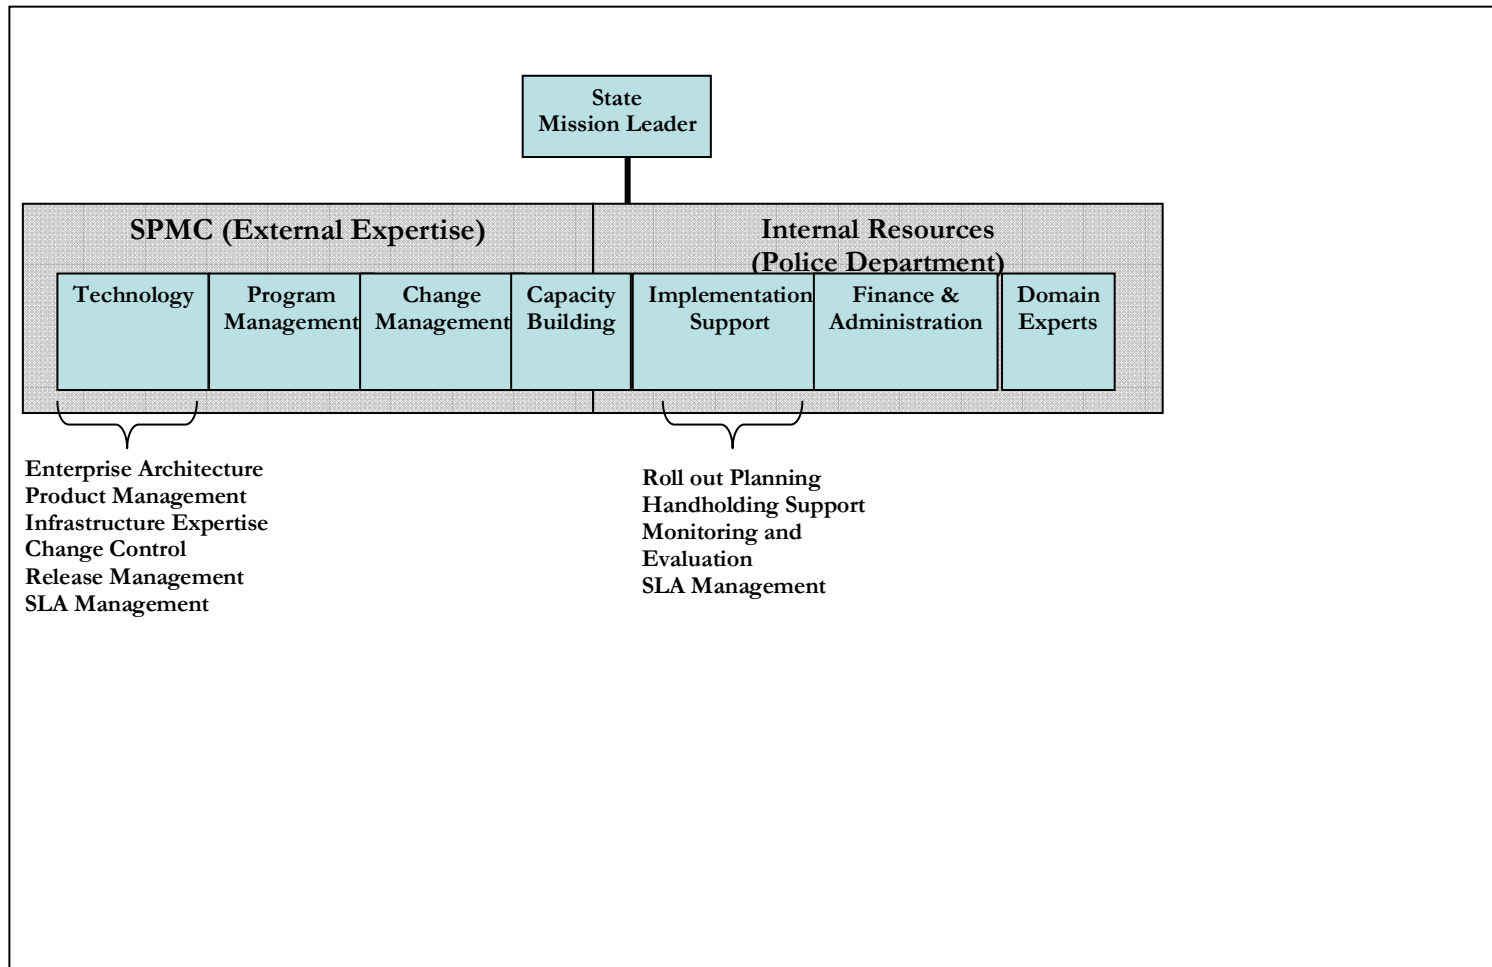 State
Mission Leader
SPMC (External Expertise)
Internal Resources
(Police Department)
Technology
Program
Management
Change
Management
Capacity
Building
Implementation
Support
Finance &
Administration
Domain
Experts
Enterprise Architecture
Product Management
Infrastructure Expertise
Change Control
Release Management
SLA Management
Roll out Planning
Handholding Support
Monitoring and
Evaluation
SLA Management